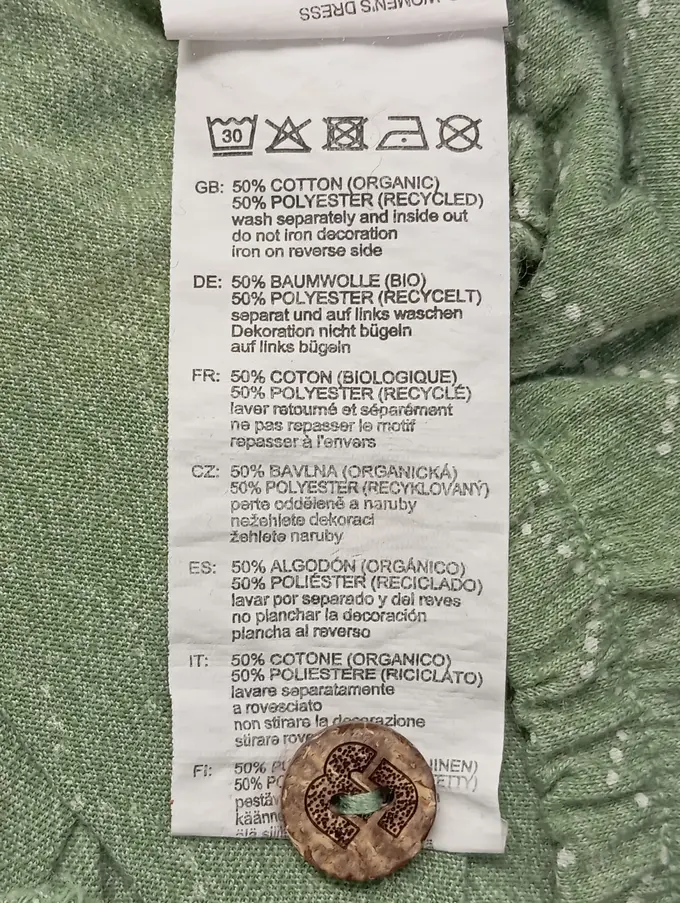 WOMEN'S DRESS
30
GB: 50% COTTON (ORGANIC)
50% POLYESTER (RECYCLED)
wash separately and inside out
do not iron decoration
iron on reverse side
DE: 50% BAUMWOLLE (BIO)
50% POLYESTER (RECYCELT)
separat und auf links waschen
Dekoration nicht bügeln
auf links bügeln
FR: 50% COTON (BIOLOGIQUE)
50% POLYESTER (RECYCLÉ)
laver retourné et séparément
ne pas repasser le motif
repasser à l'envers
CZ: 50% BAVLNA (ORGANICKÁ)
50% POLYESTER (RECYKLOVANÝ)
perte odděleně a naruby
nežehlete dekoraci
žehlete naruby
ES: 50% ALGODÓN (ORGÁNICO)
50% POLIÉSTER (RECICLADO)
lavar por separado y del reves
no planchar la decoración
plancha al reverso
IT: 50% COTONE (ORGANICO)
50% POLIESTERE (RICICLATO)
lavare separatamente
a rovesciato
non stirare la decorazione
stirare
FI: 50%
50%